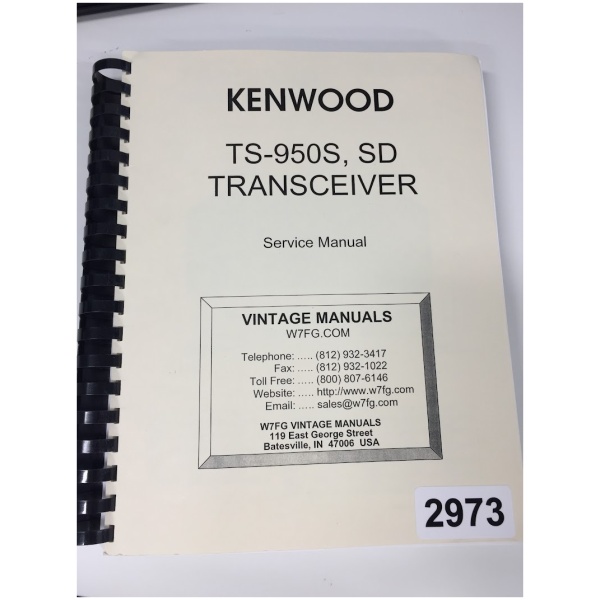 KENWOOD
TS-950S, SD
TRANSCEIVER
Service Manual
VINTAGE MANUALS
W7FG.COM
Telephone: ..... (812) 932-3417
Fax: ..... (812) 932-1022
Toll Free: ..... (800) 807-6146
Website: ..... http://www.w7fg.com
Email: ..... sales@w7fg.com
W7FG VINTAGE MANUALS
119 East George Street
Batesville, IN 47006 USA
2973